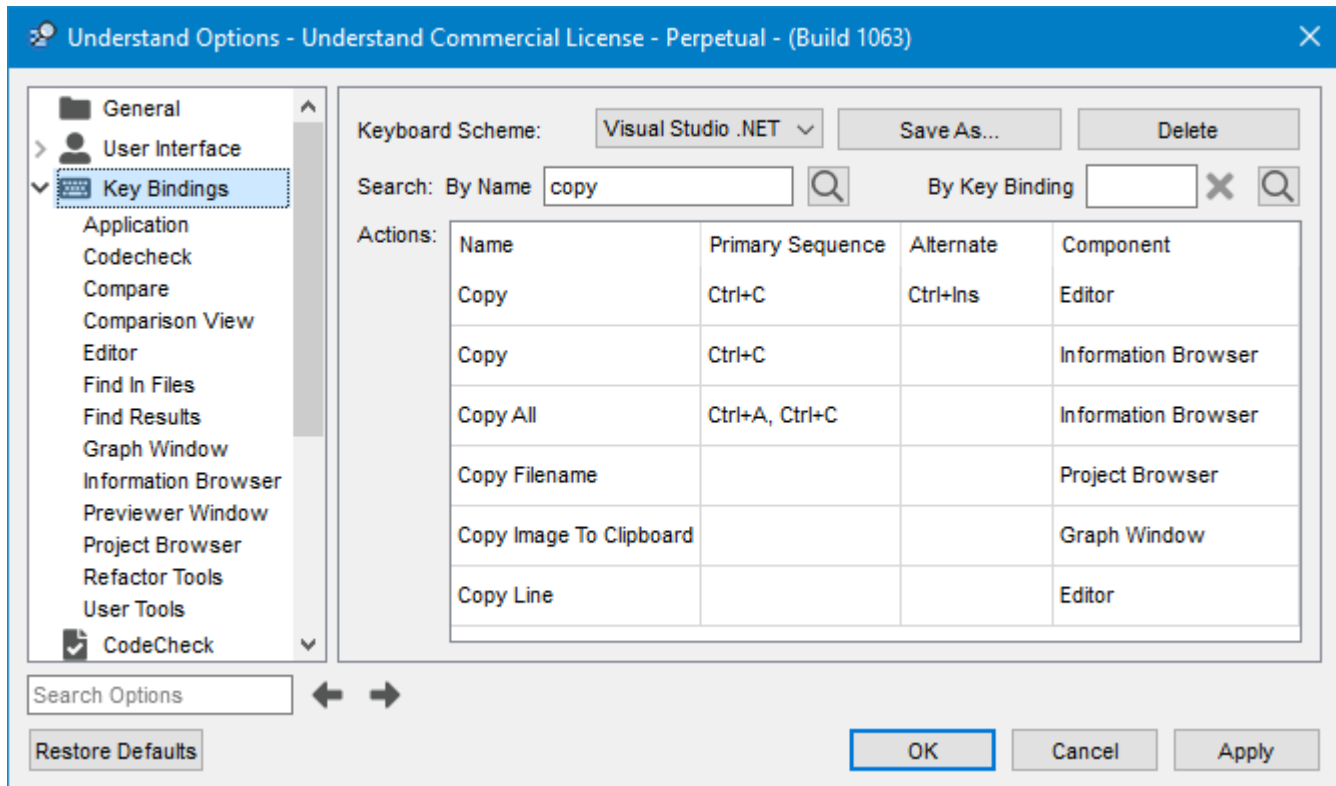 Understand Options - Understand Commercial License - Perpetual - (Build 1063)
General
User Interface
Key Bindings
Application
Codecheck
Compare
Comparison View
Editor
Find In Files
Find Results
Graph Window
Information Browser
Previewer Window
Project Browser
Refactor Tools
User Tools
CodeCheck
Keyboard Scheme: Visual Studio .NET Save As... Delete
Search: By Name copy By Key Binding
Actions:
Name Primary Sequence Alternate Component
Copy Ctrl+C Ctrl+Ins Editor
Copy Ctrl+C Information Browser
Copy All Ctrl+A, Ctrl+C Information Browser
Copy Filename Project Browser
Copy Image To Clipboard Graph Window
Copy Line Editor
Search Options
Restore Defaults OK Cancel Apply